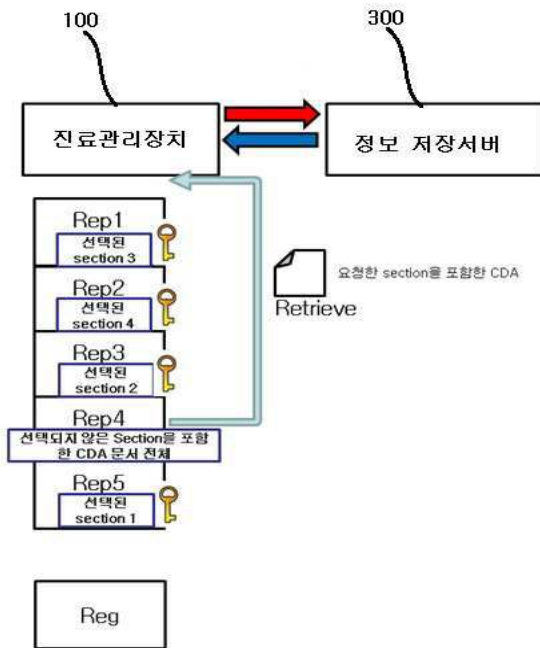 100
300
진료관리장치
정보 저장서버
Rep1
선택된
section 3
Rep2
선택된
section 4
Rep3
선택된
section 2
Rep4
선택되지 않은 Section을 포함
한 CDA 문서 전체
Rep5
선택된
section 1
요청한 section을 포함한 CDA
Retrieve
Reg